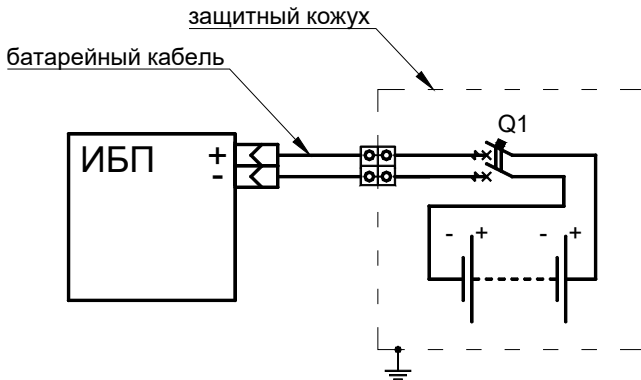 защитный кожух
батарейный кабель
Q1
ИБП +
-
- + - +